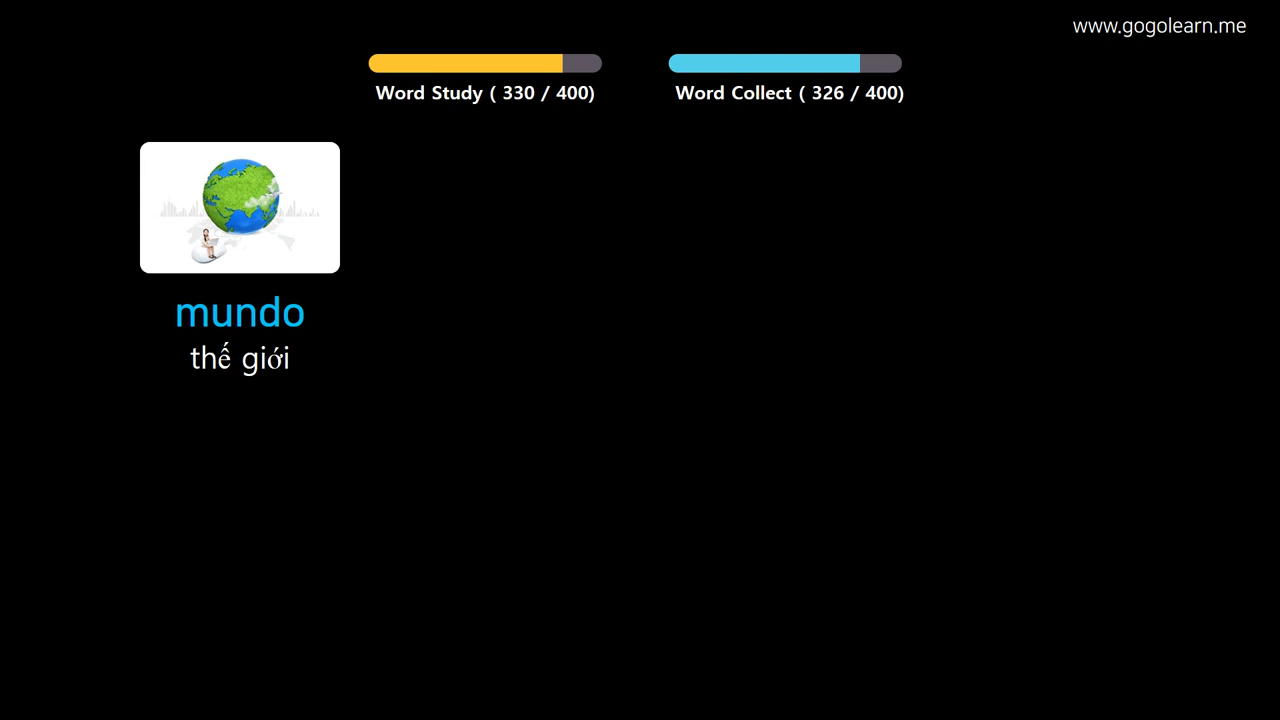 www.gogolearn.me
Word Study ( 330 / 400)
Word Collect ( 326 / 400)
mundo
thế giới